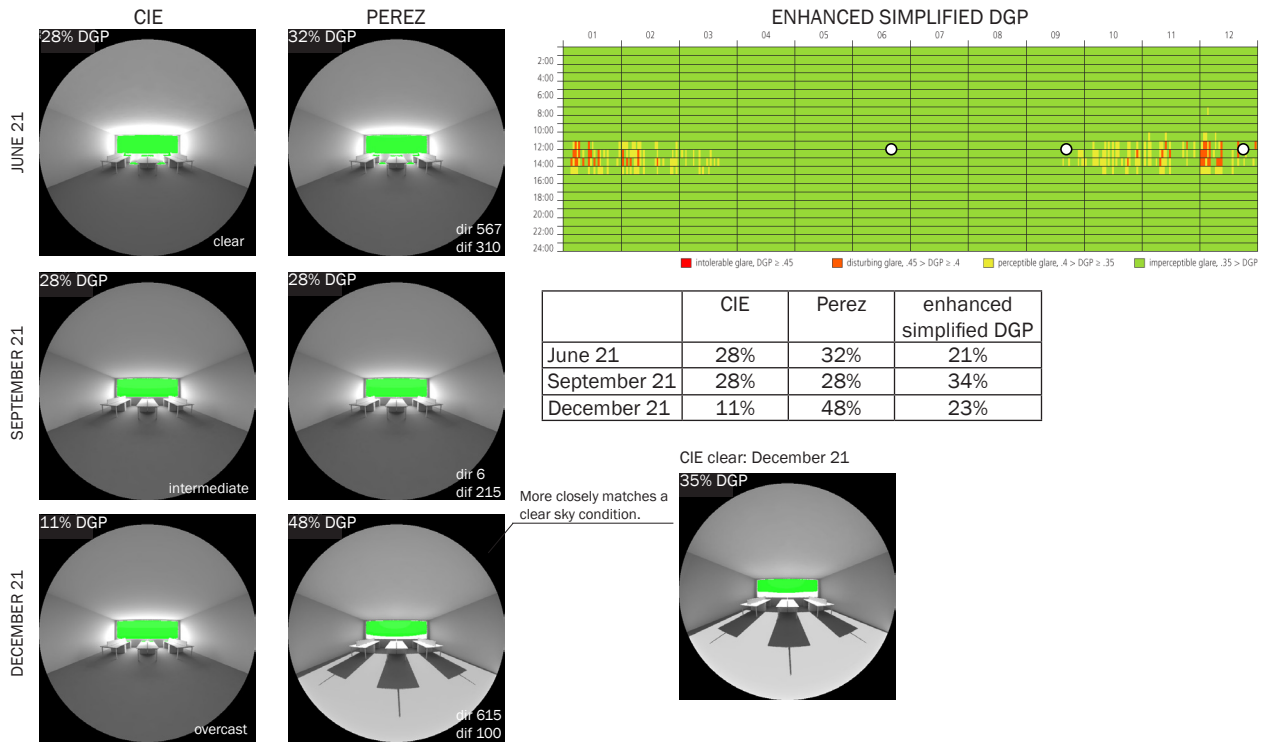 CIE
PEREZ
ENHANCED SIMPLIFIED DGP
JUNE 21
28% DGP
clear
32% DGP
dir 567
dif 310
01 02 03 04 05 06 07 08 09 10 11 12
2:00
4:00
6:00
8:00
10:00
12:00
14:00
16:00
18:00
20:00
22:00
24:00
intolerable glare, DGP ≥ .45
disturbing glare, .45 > DGP ≥ .4
perceptible glare, .4 > DGP ≥ .35
imperceptible glare, .35 > DGP
SEPTEMBER 21
28% DGP
intermediate
28% DGP
dir 6
dif 215
CIE Perez enhanced
simplified DGP
June 21 28% 32% 21%
September 21 28% 28% 34%
December 21 11% 48% 23%
DECEMBER 21
11% DGP
overcast
48% DGP
dir 615
dif 100
More closely matches a
clear sky condition.
CIE clear: December 21
35% DGP